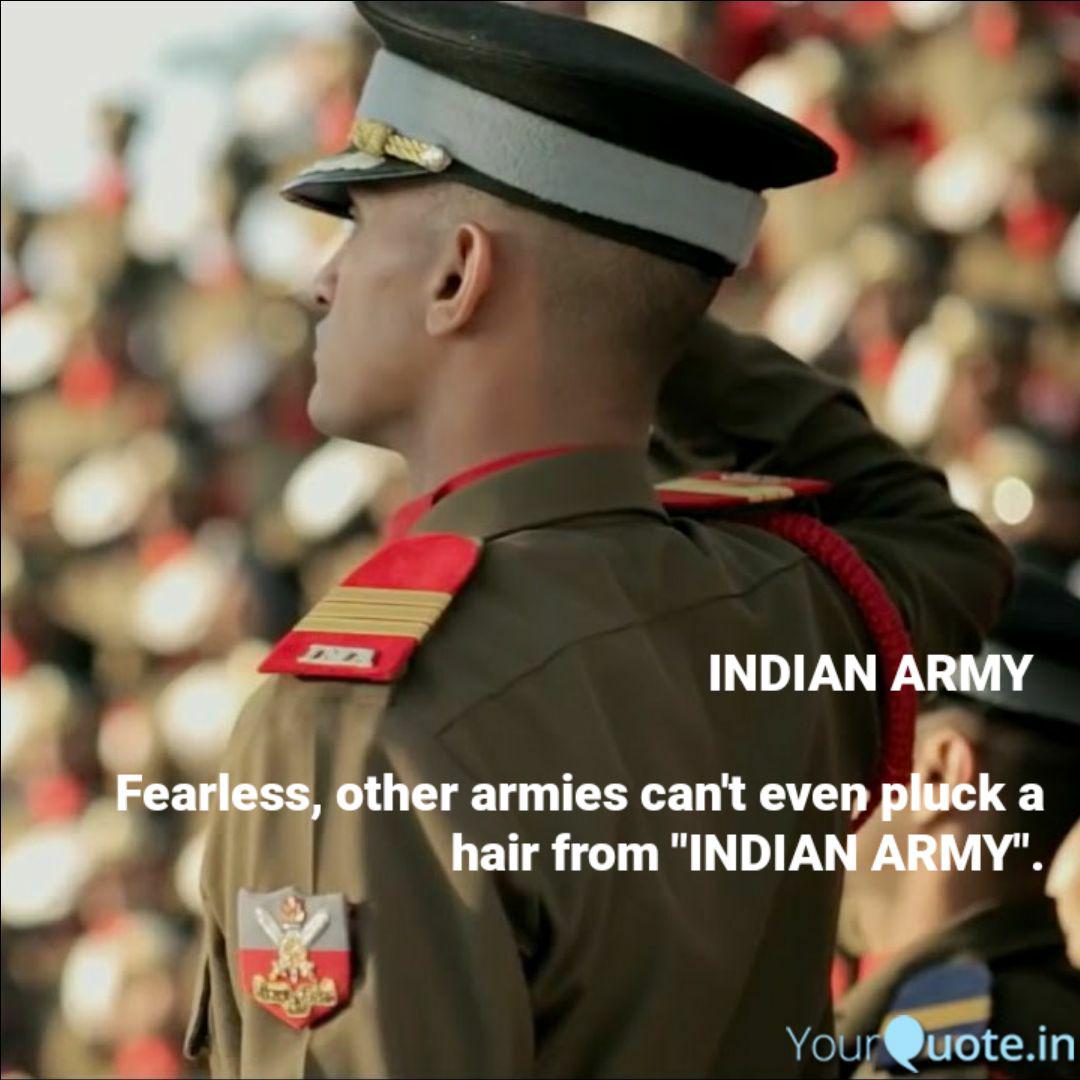 INDIAN ARMY
Fearless, other armies can't even pluck a
hair from "INDIAN ARMY".
YourQuote.in